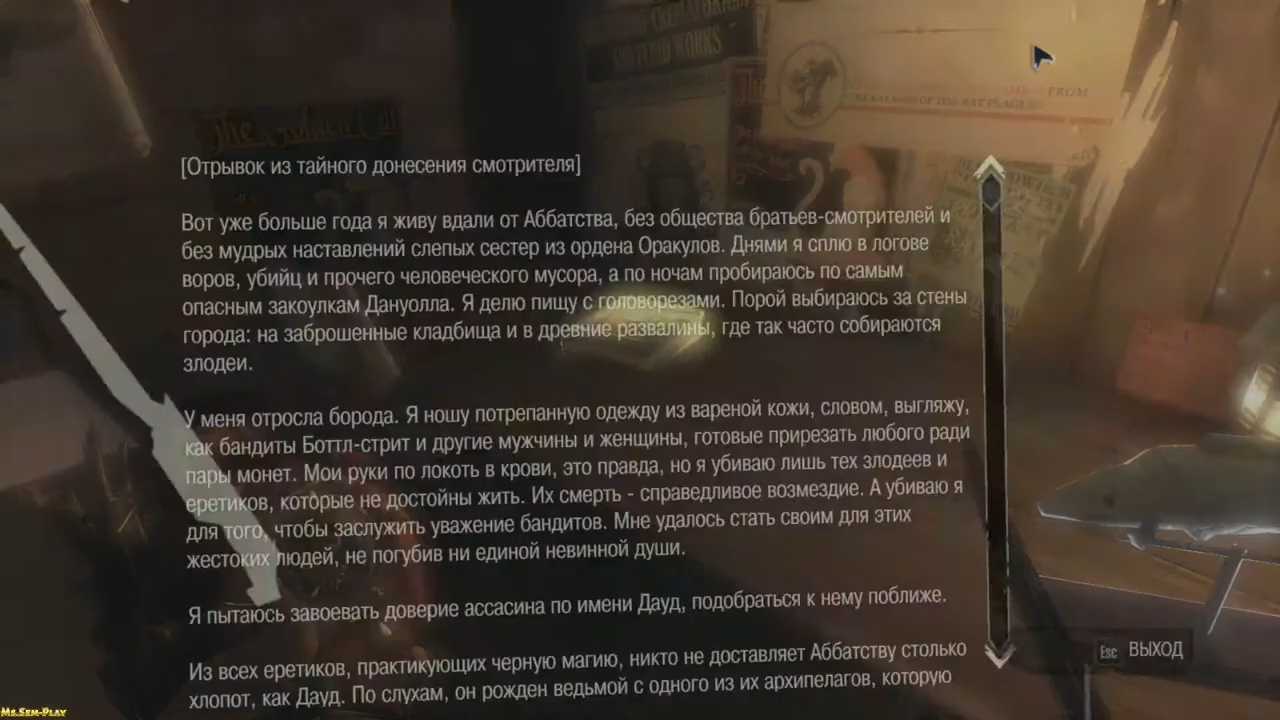 AND FLUID WORKS
The Golden Cat
FROM
[Отрывок из тайного донесения смотрителя]
Вот уже больше года я живу вдали от Аббатства, без общества братьев-смотрителей и
без мудрых наставлений слепых сестер из ордена Оракулов. Днями я сплю в логове
воров, убийц и прочего человеческого мусора, а по ночам пробираюсь по самым
опасным закоулкам Дануолла. Я делю пищу с головорезами. Порой выбираюсь за стены
города: на заброшенные кладбища и в древние развалины, где так часто собираются
злодеи.
У меня отросла борода. Я ношу потрепанную одежду из вареной кожи, словом, выгляжу,
как бандиты Боттл-стрит и другие мужчины и женщины, готовые прирезать любого ради
пары монет. Мои руки по локоть в крови, это правда, но я убиваю лишь тех злодеев и
еретиков, которые не достойны жить. Их смерть - справедливое возмездие. А убиваю я
для того, чтобы заслужить уважение бандитов. Мне удалось стать своим для этих
жестоких людей, не погубив ни единой невинной души.
Я пытаюсь завоевать доверие ассасина по имени Дауд, подобраться к нему поближе.
Из всех еретиков, практикующих черную магию, никто не доставляет Аббатству столько
хлопот, как Дауд. По слухам, он рожден ведьмой с одного из их архипелагов, которую
Esc ВЫХОД
Ms.Sem-Play